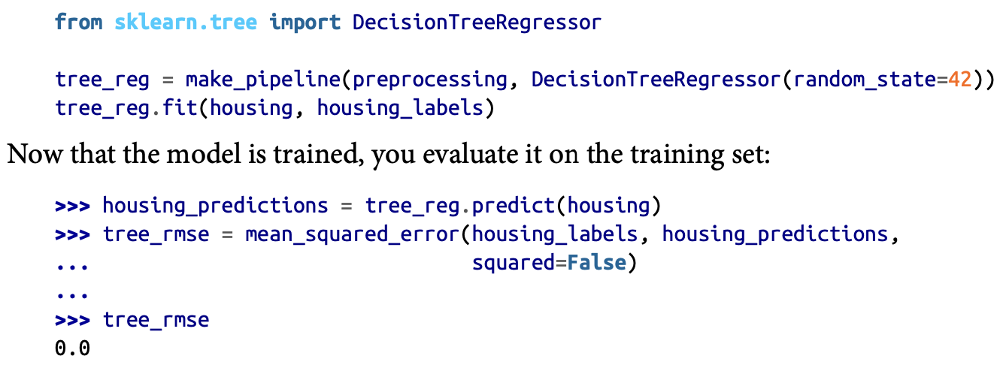 from sklearn.tree import DecisionTreeRegressor
tree_reg = make_pipeline(preprocessing, DecisionTreeRegressor(random_state=42))
tree_reg.fit(housing, housing_labels)
Now that the model is trained, you evaluate it on the training set:
>>> housing_predictions = tree_reg.predict(housing)
>>> tree_rmse = mean_squared_error(housing_labels, housing_predictions,
... squared=False)
...
>>> tree_rmse
0.0